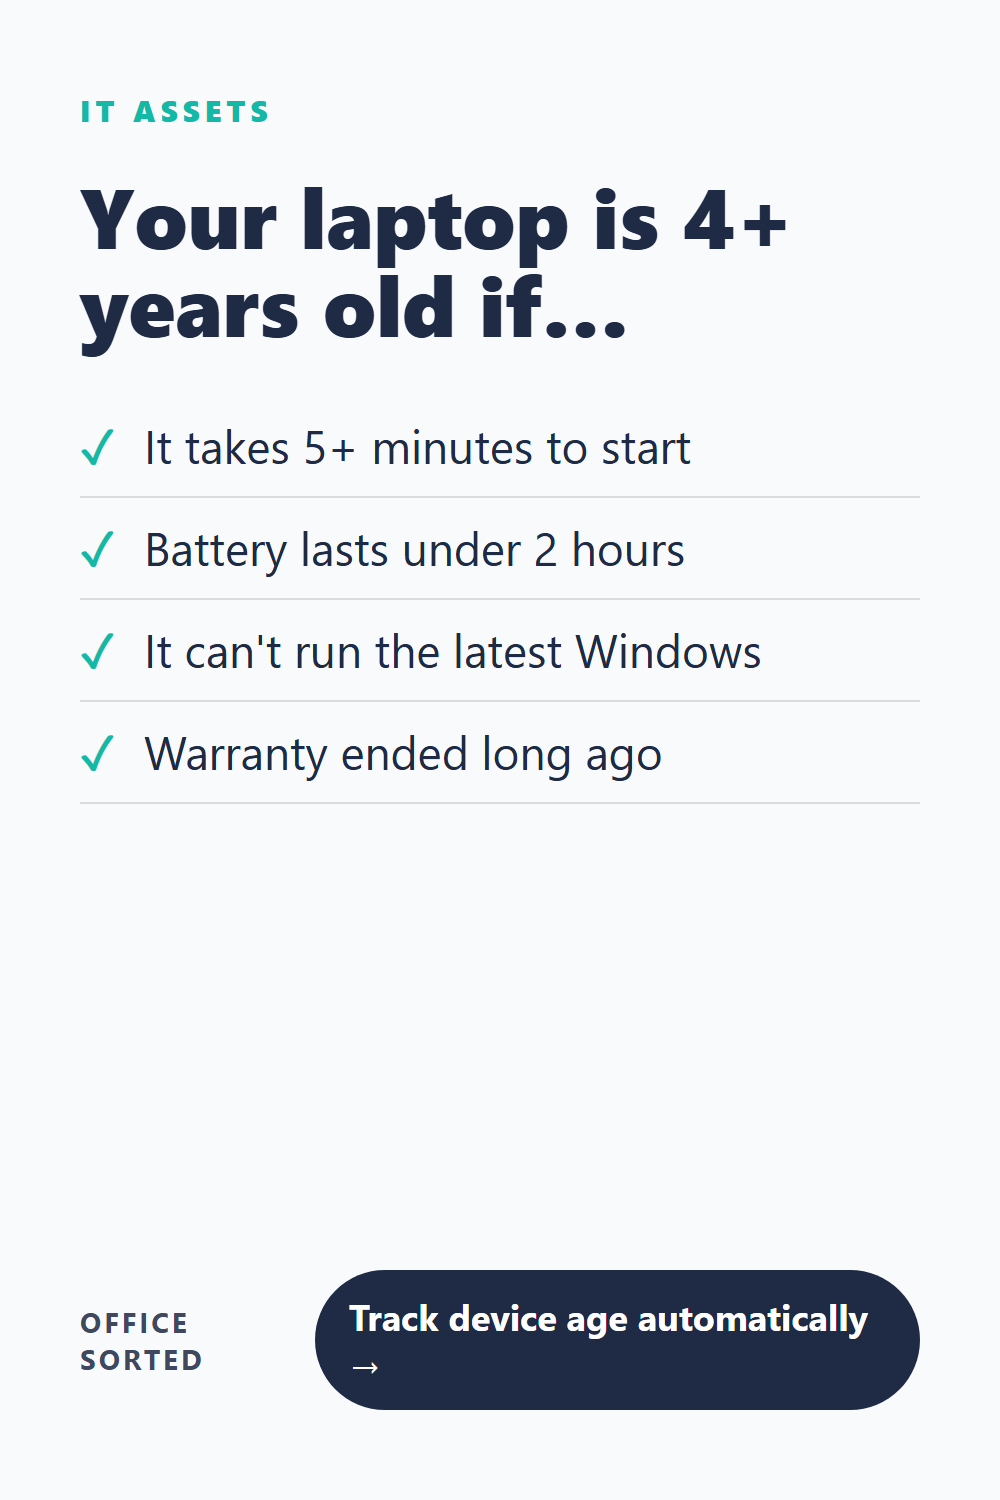 IT ASSETS
Your laptop is 4+
years old if...
✓ It takes 5+ minutes to start
✓ Battery lasts under 2 hours
✓ It can't run the latest Windows
✓ Warranty ended long ago
OFFICE
SORTED
Track device age automatically
→